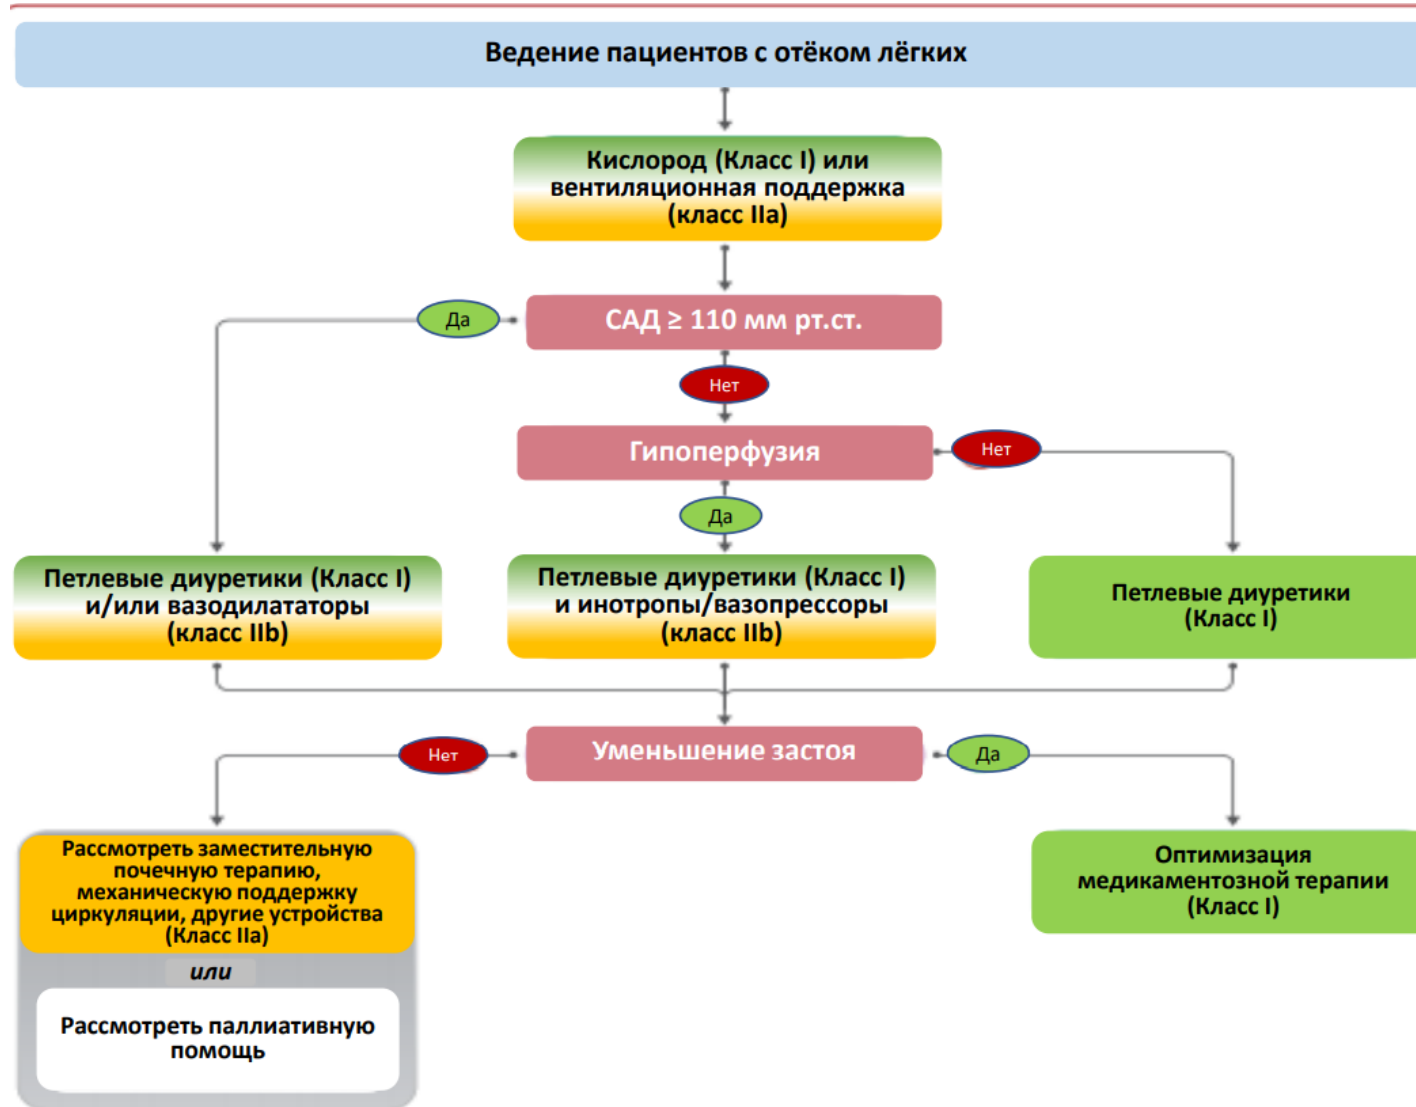 Ведение пациентов с отёком лёгких
Кислород (Класс I) или
вентиляционная поддержка
(класс IIa)
Да
САД ≥ 110 мм рт.ст.
Нет
Гипоперфузия
Нет
Да
Петлевые диуретики (Класс I)
и/или вазодилататоры
(класс IIb)
Петлевые диуретики (Класс I)
и инотропы/вазопрессоры
(класс IIb)
Петлевые диуретики
(Класс I)
Нет
Уменьшение застоя
Да
Рассмотреть заместительную
почечную терапию,
механическую поддержку
циркуляции, другие устройства
(Класс IIa)
или
Рассмотреть паллиативную
помощь
Оптимизация
медикаментозной терапии
(Класс I)